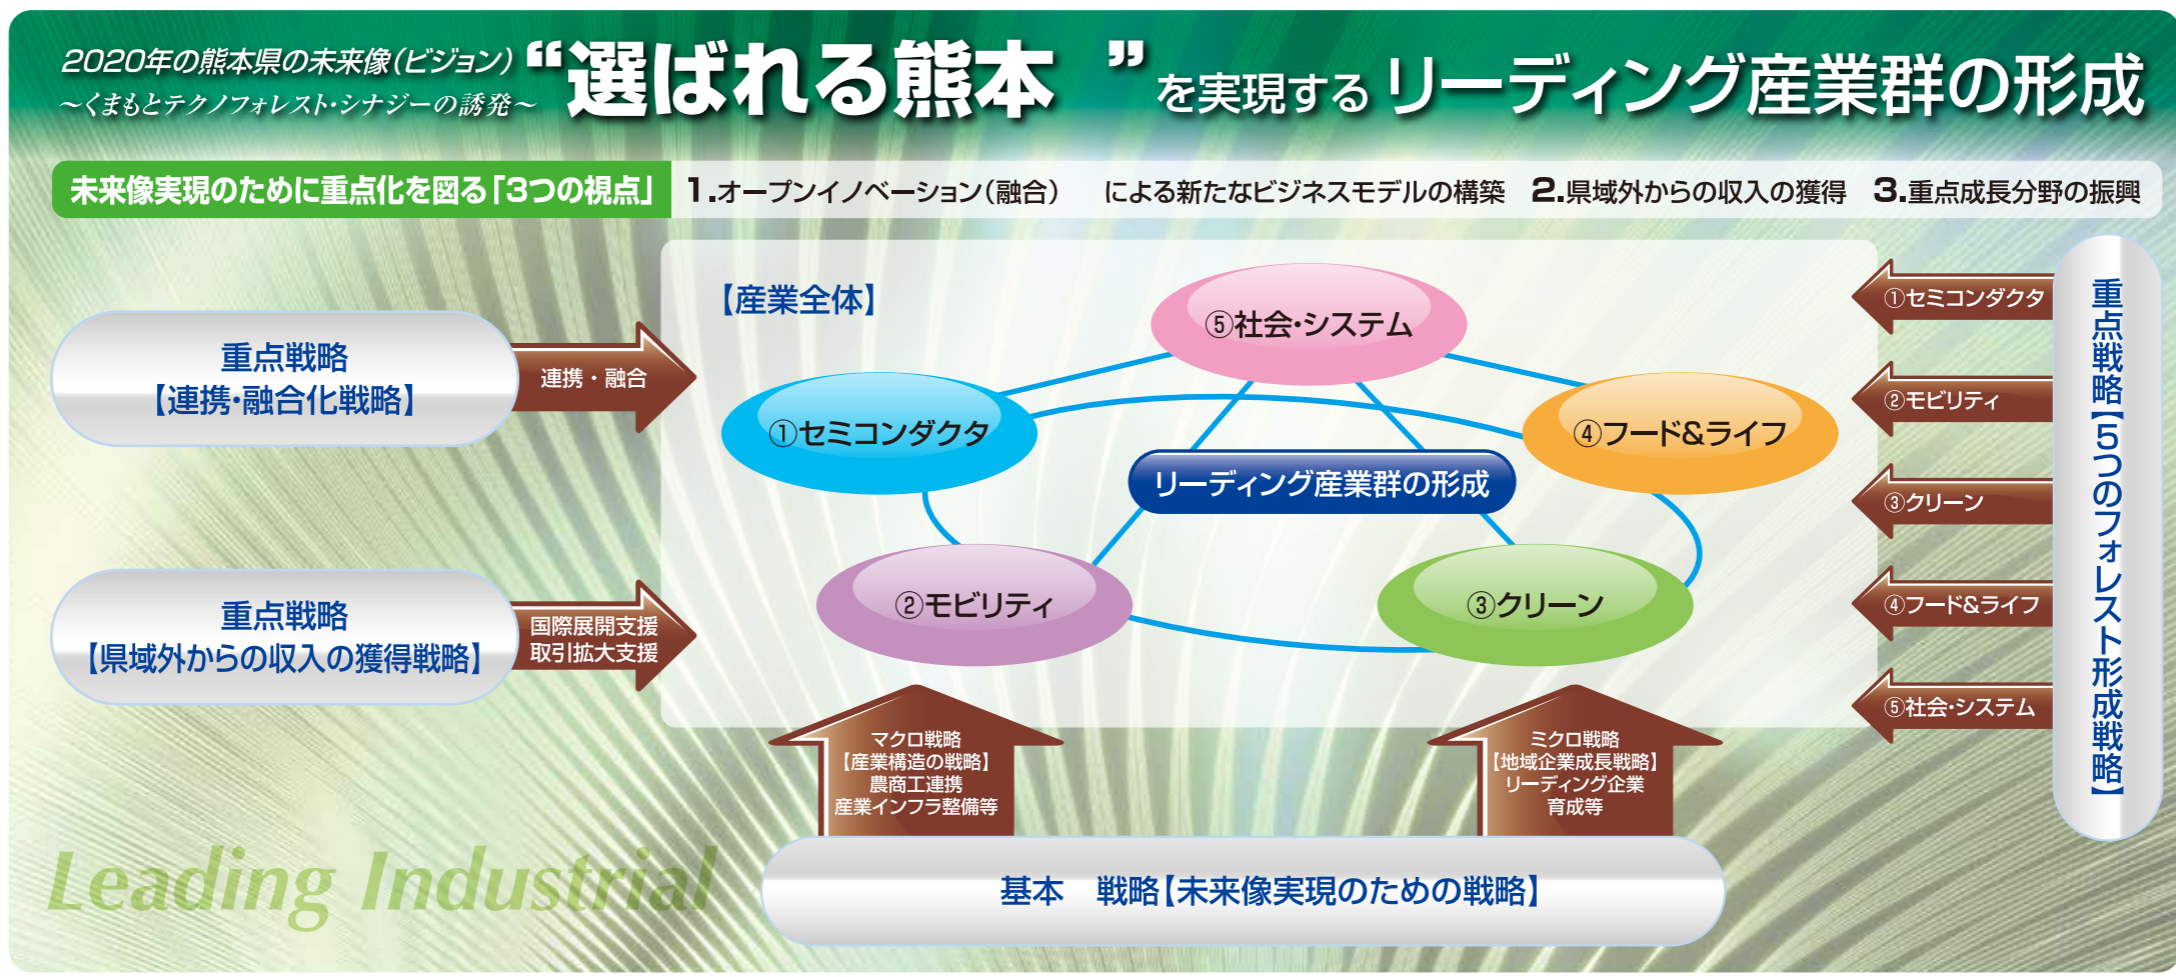 2020年の熊本県の未来像(ビジョン)
～くまもとテクノフォレスト・シナジーの誘発～
“選ばれる熊本 ”を実現するリーディング産業群の形成
未来像実現のために重点化を図る「3つの視点」
1.オープンイノベーション(融合) による新たなビジネスモデルの構築 2.県域外からの収入の獲得 3.重点成長分野の振興
重点戦略
【連携・融合化戦略】
連携・融合
重点戦略
【県域外からの収入の獲得戦略】
国際展開支援
取引拡大支援
【産業全体】
⑤社会・システム
①セミコンダクタ
④フード&ライフ
リーディング産業群の形成
②モビリティ
③クリーン
マクロ戦略
【産業構造の戦略】
農商工連携
産業インフラ整備等
ミクロ戦略
【地域企業成長戦略】
リーディング企業
育成等
①セミコンダクタ
②モビリティ
③クリーン
④フード&ライフ
⑤社会・システム
重点戦略【5つのフォレスト形成戦略】
基本 戦略【未来像実現のための戦略】
Leading Industrial